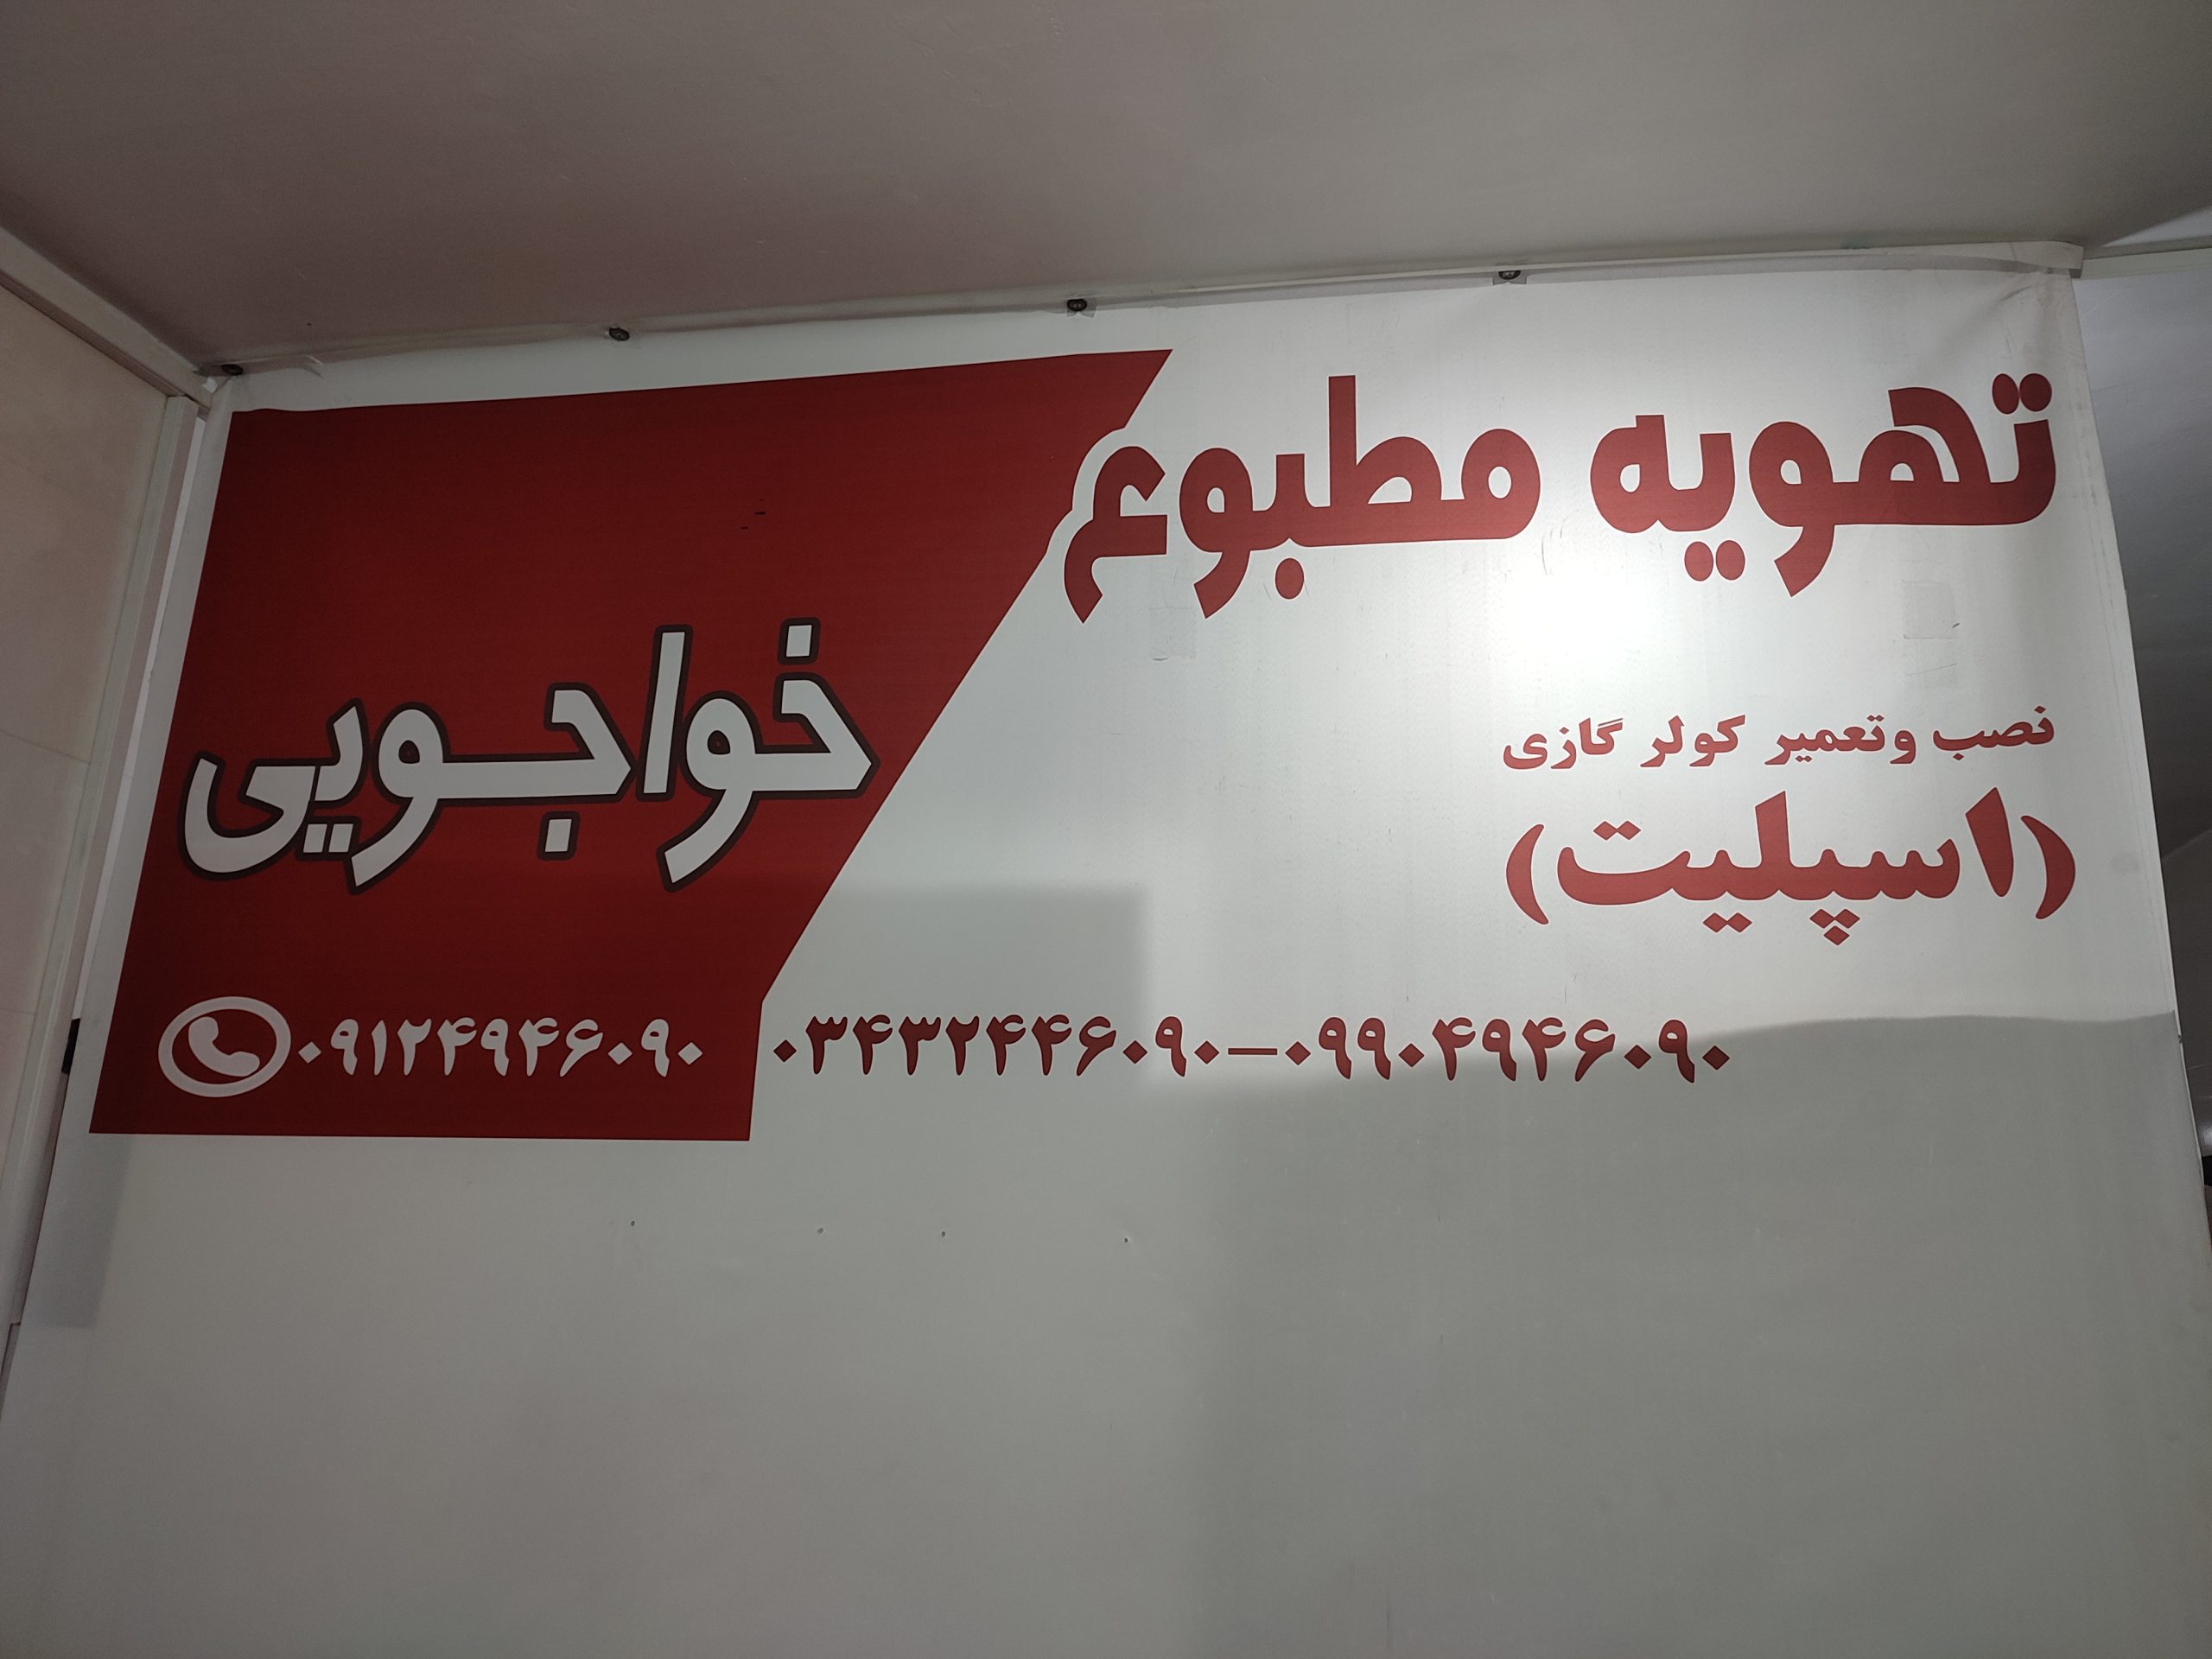 تهویه مطبوع
خواجویی
نصب وتعمیر کولر گازی
(اسپلیت)
۰۹۱۲۴۹۴۶۰۹۰ ۰۳۴۳۲۴۴۶۰۹۰-۰۹۹۰۴۹۴۶۰۹۰